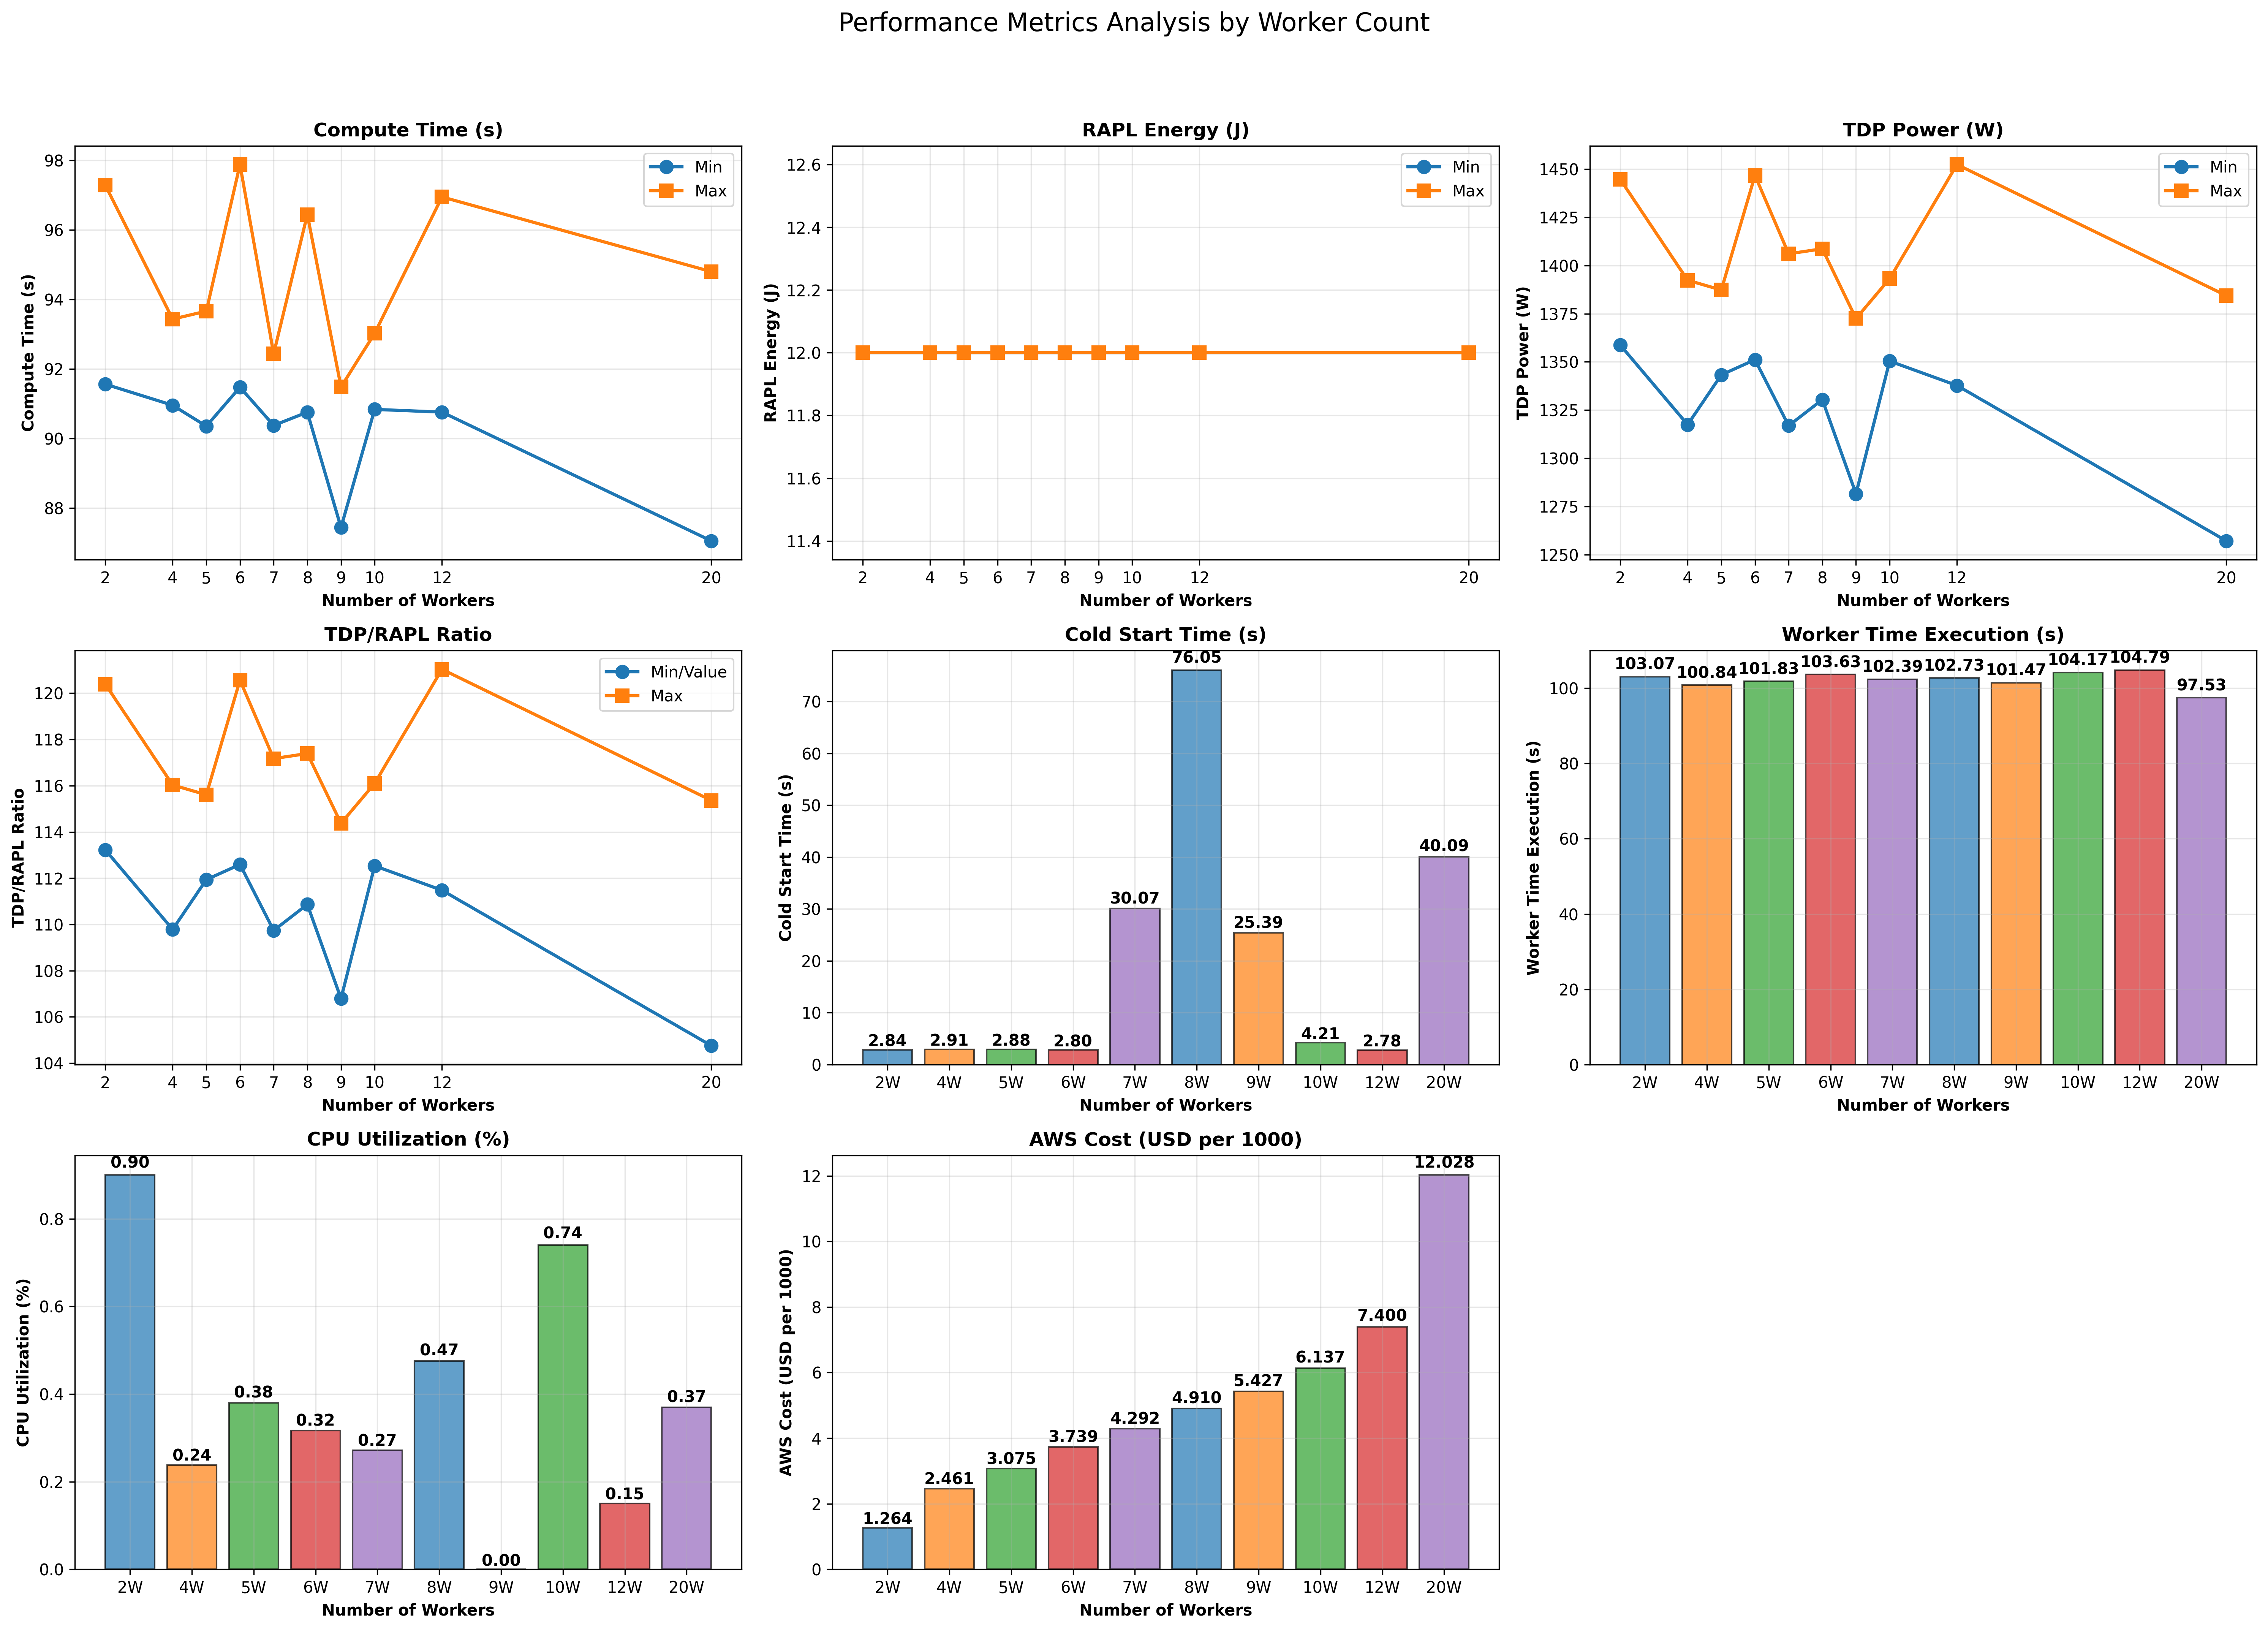 Performance Metrics Analysis by Worker Count
Compute Time (s)
Compute Time (s)
98
96
94
92
90
88
Min
Max
2 4 5 6 7 8 9 10 12 20
Number of Workers
RAPL Energy (J)
RAPL Energy (J)
12.6
12.4
12.2
12.0
11.8
11.6
11.4
Min
Max
2 4 5 6 7 8 9 10 12 20
Number of Workers
TDP Power (W)
TDP Power (W)
1450
1425
1400
1375
1350
1325
1300
1275
1250
Min
Max
2 4 5 6 7 8 9 10 12 20
Number of Workers
TDP/RAPL Ratio
TDP/RAPL Ratio
120
118
116
114
112
110
108
106
104
Min/Value
Max
2 4 5 6 7 8 9 10 12 20
Number of Workers
Cold Start Time (s)
Cold Start Time (s)
70
60
50
40
30
20
10
0
2.84 2.91 2.88 2.80 30.07 76.05 25.39 4.21 2.78 40.09
2W 4W 5W 6W 7W 8W 9W 10W 12W 20W
Number of Workers
Worker Time Execution (s)
Worker Time Execution (s)
100
80
60
40
20
0
103.07 100.84 101.83 103.63 102.39 102.73 101.47 104.17 104.79 97.53
2W 4W 5W 6W 7W 8W 9W 10W 12W 20W
Number of Workers
CPU Utilization (%)
CPU Utilization (%)
0.8
0.6
0.4
0.2
0.0
0.90 0.24 0.38 0.32 0.27 0.47 0.00 0.74 0.15 0.37
2W 4W 5W 6W 7W 8W 9W 10W 12W 20W
Number of Workers
AWS Cost (USD per 1000)
AWS Cost (USD per 1000)
12
10
8
6
4
2
0
1.264 2.461 3.075 3.739 4.292 4.910 5.427 6.137 7.400 12.028
2W 4W 5W 6W 7W 8W 9W 10W 12W 20W
Number of Workers